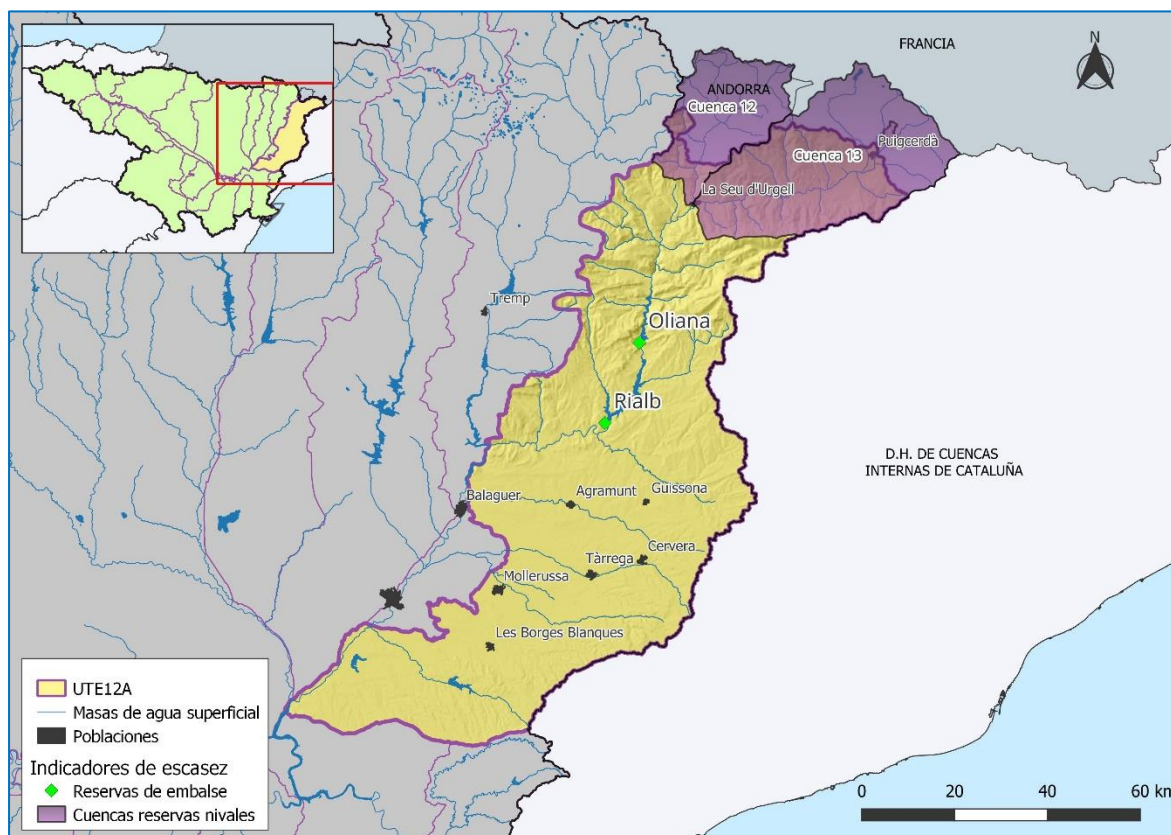 FRANCIA
N
ANDORRA
Cuenca 12
Puigcerdà
Cuenca 13
La Seu d'Urgell
Tremp
Oliana
Rialb
D.H. DE CUENCAS
INTERNAS DE CATALUÑA
Balaguer
Agramunt
Guissona
Cervera
Tàrrega
Mollerussa
Les Borges Blanques
UTE12A
Masas de agua superficial
Poblaciones
Indicadores de escasez
Reservas de embalse
Cuencas reservas nivales
0 20 40 60 km